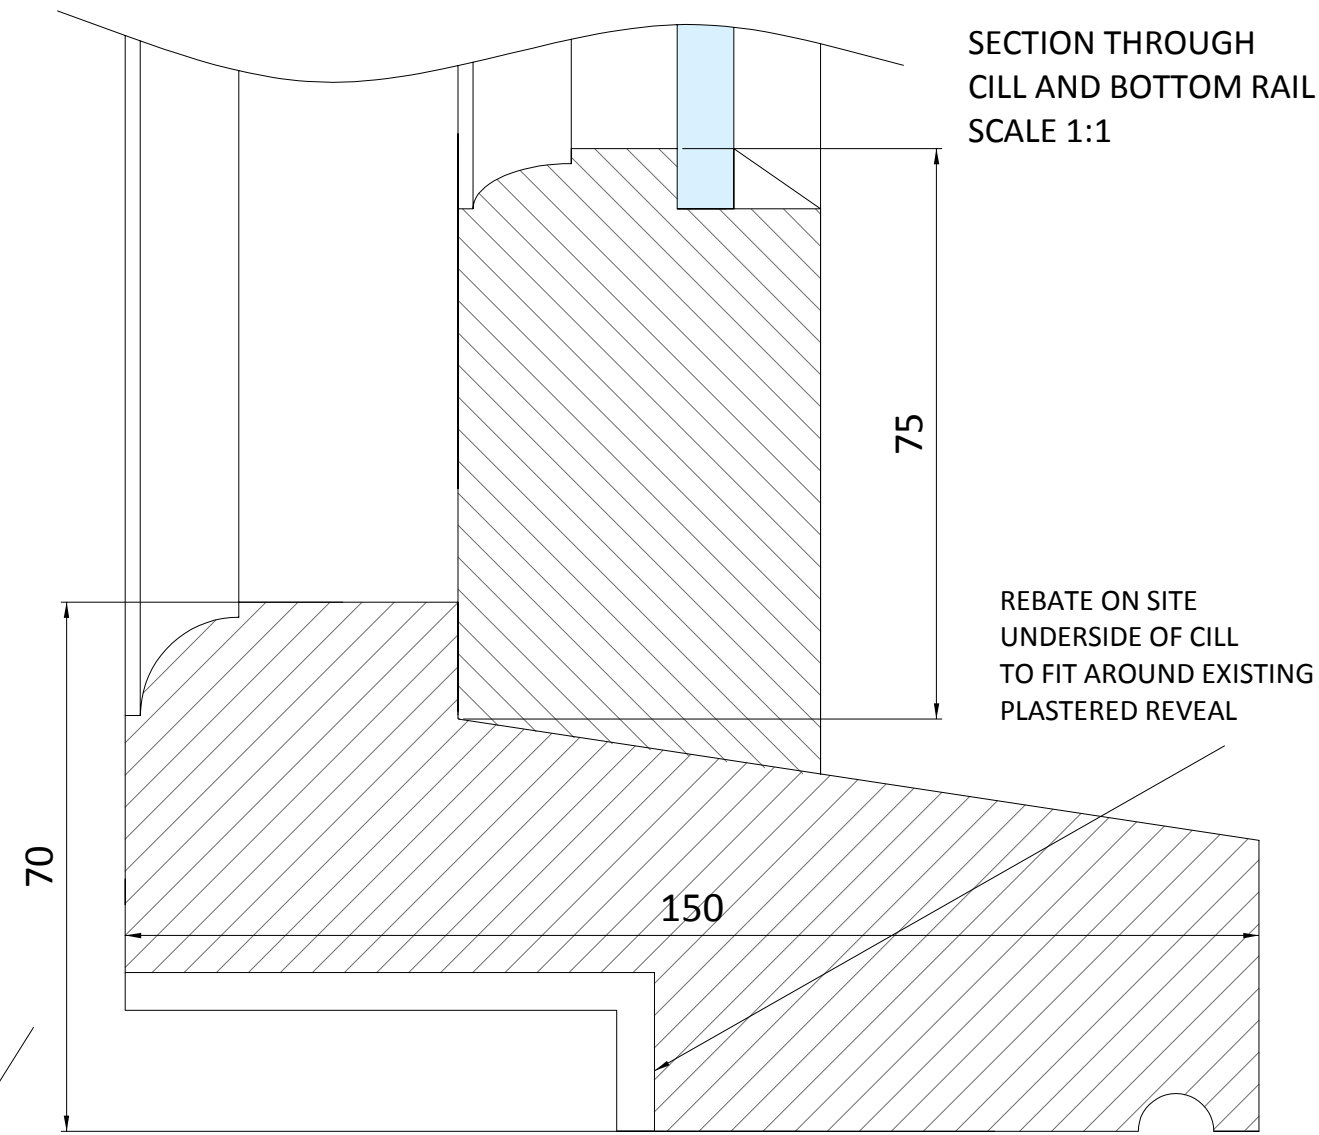 SECTION THROUGH
CILL AND BOTTOM RAIL
SCALE 1:1
75
REBATE ON SITE
UNDERSIDE OF CILL
TO FIT AROUND EXISTING
PLASTERED REVEAL
70
150